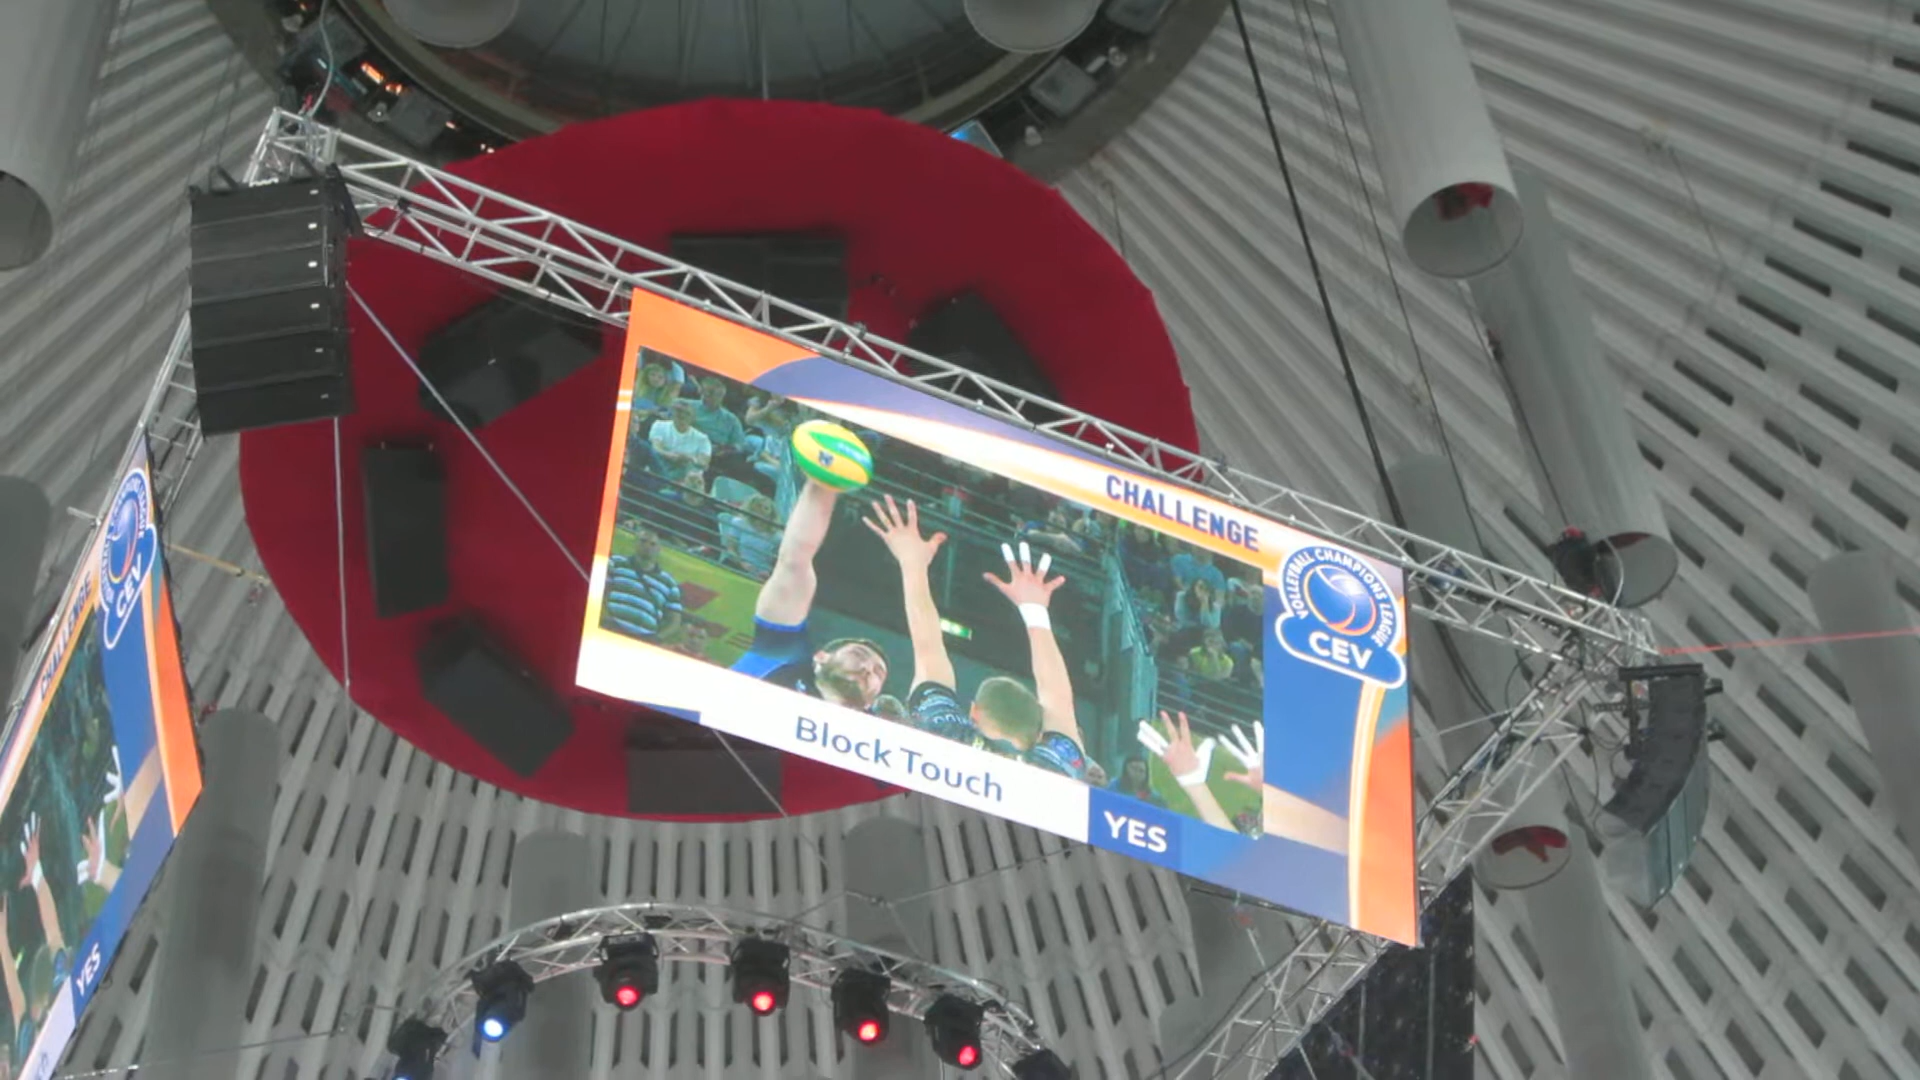 CHALLENGE
VOLLEYBALL CHAMPIONS LEAGUE
CEV
Block Touch
YES
CHALLENGE
CEV
YES